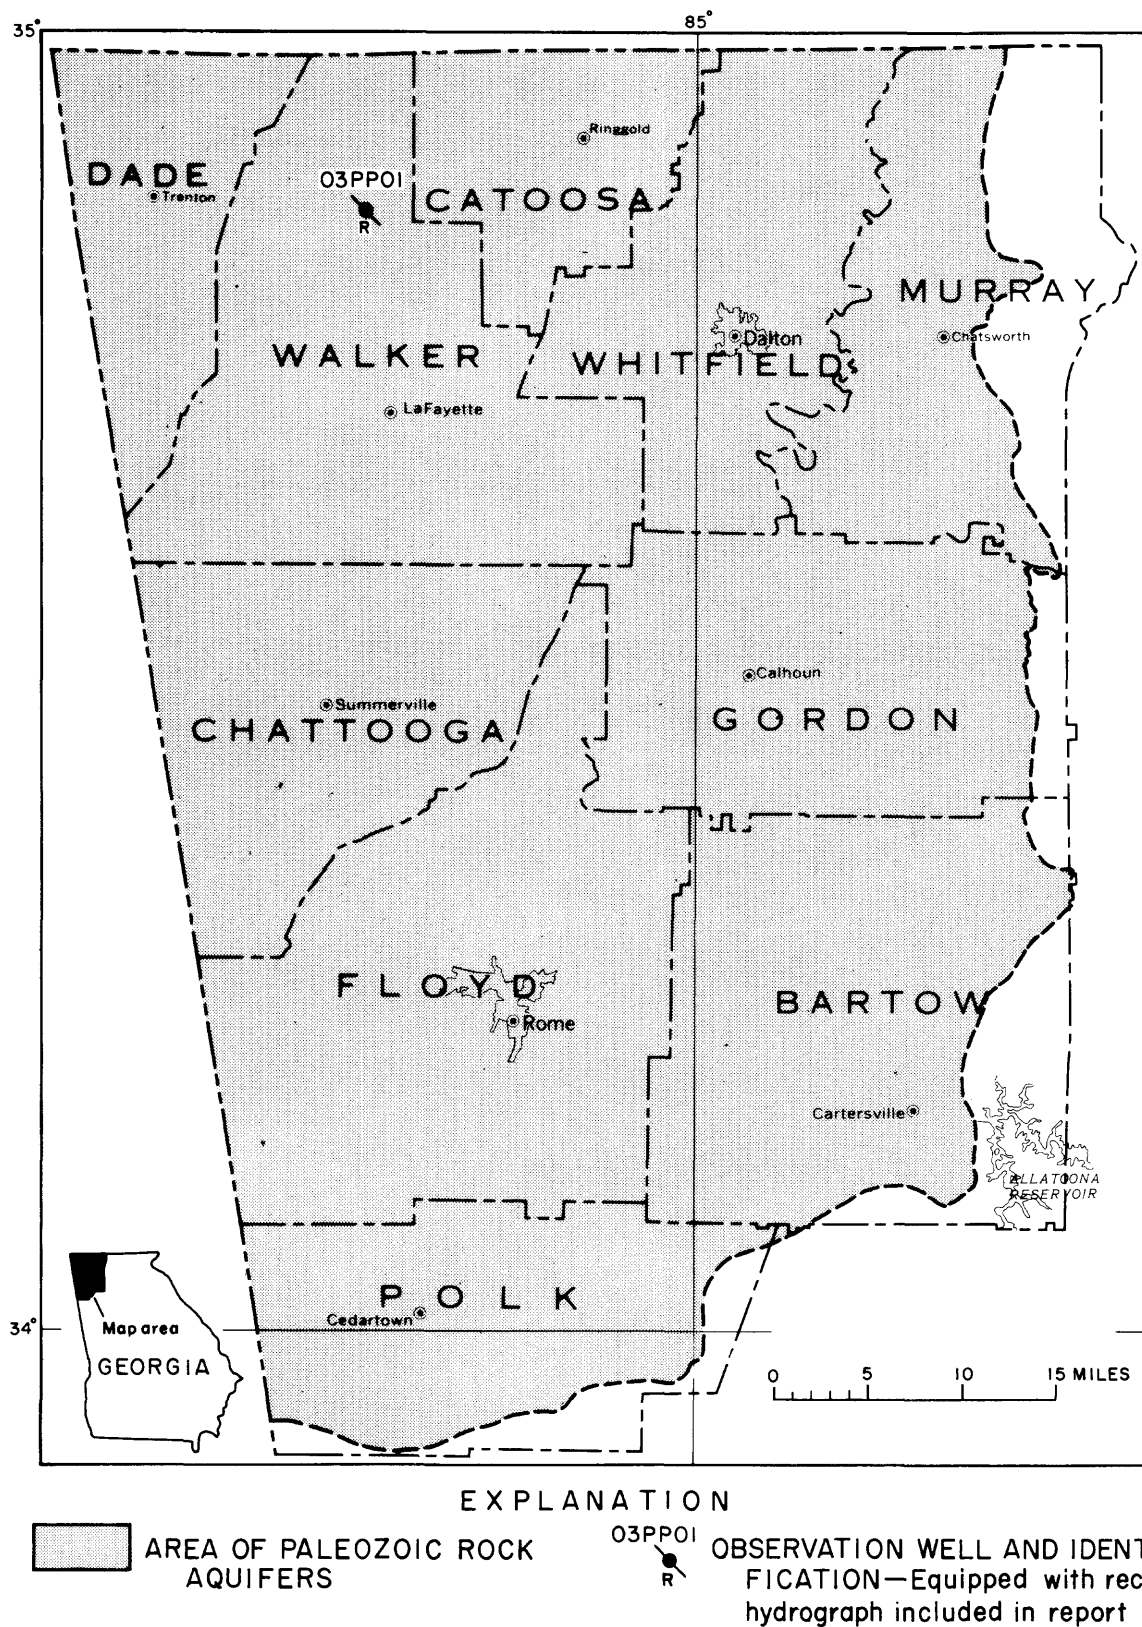 35°
85°
Ringgold
DADE
Trenton
03PP01
R
CATOOSA
MURRAY
Dalton
Chatsworth
WALKER
WHITFIELD
LaFayette
Calhoun
Summerville
CHATTOOGA
GORDON
FLOYD
BARTOW
Rome
Cartersville
ALLATOONA
RESERVOIR
POLK
Cedartown
34°
Map area
GEORGIA
0 5 10 15 MILES
EXPLANATION
AREA OF PALEOZOIC ROCK
AQUIFERS
03PP01
R
OBSERVATION WELL AND IDENT
FICATION—Equipped with rec
hydrograph included in report